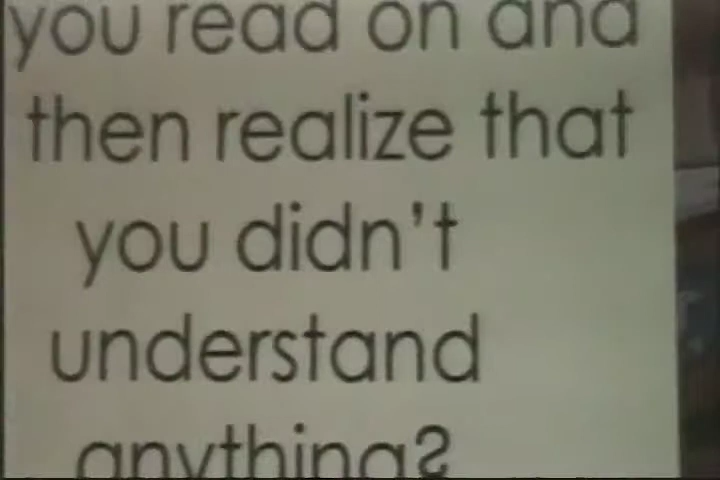 you read on and
then realize that
you didn't
understand
anything?